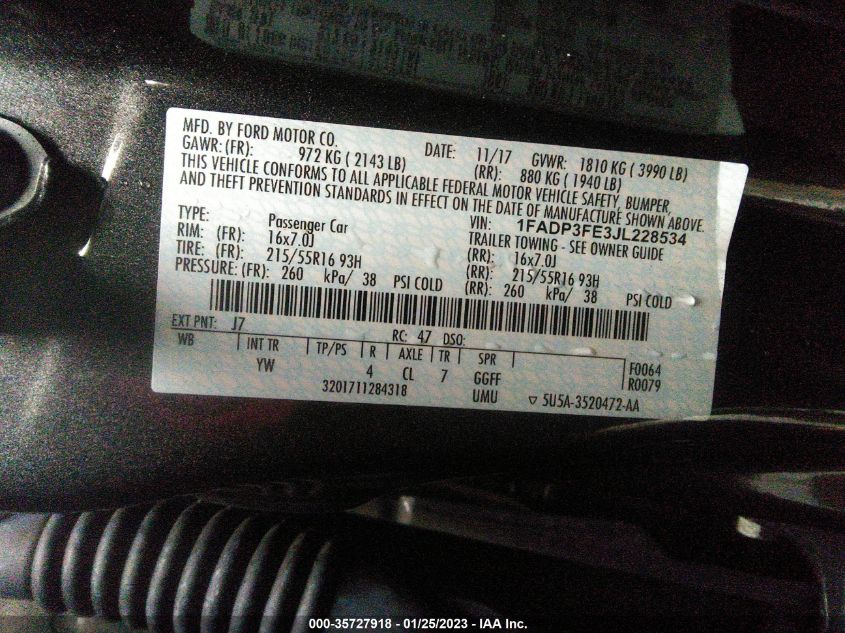 MFD. BY FORD MOTOR CO. DATE: 11/17 GVWR: 1810 KG ( 3990 LB)
GAWR: (FR): 972 KG ( 2143 LB) (RR): 880 KG ( 1940 LB)
THIS VEHICLE CONFORMS TO ALL APPLICABLE FEDERAL MOTOR VEHICLE SAFETY, BUMPER,
AND THEFT PREVENTION STANDARDS IN EFFECT ON THE DATE OF MANUFACTURE SHOWN ABOVE.
TYPE: Passenger Car VIN: 1FADP3FE3JL228534
TRAILER TOWING - SEE OWNER GUIDE
RIM: (FR): 16x7.0J (RR): 16x7.0J
TIRE: (FR): 215/55R16 93H (RR): 215/55R16 93H
PRESSURE: (FR): 260 kPa/ 38 PSI COLD (RR): 260 kPa/ 38 PSI COLD
EXT PNT: J7 RC: 47 DSO:
WB INT TR TP/PS R AXLE TR SPR F0064
YW 4 CL 7 GGFF R0079
3201711284318 UMU ▽ 5U5A-3520472-AA
000-35727918 - 01/25/2023 - IAA Inc.